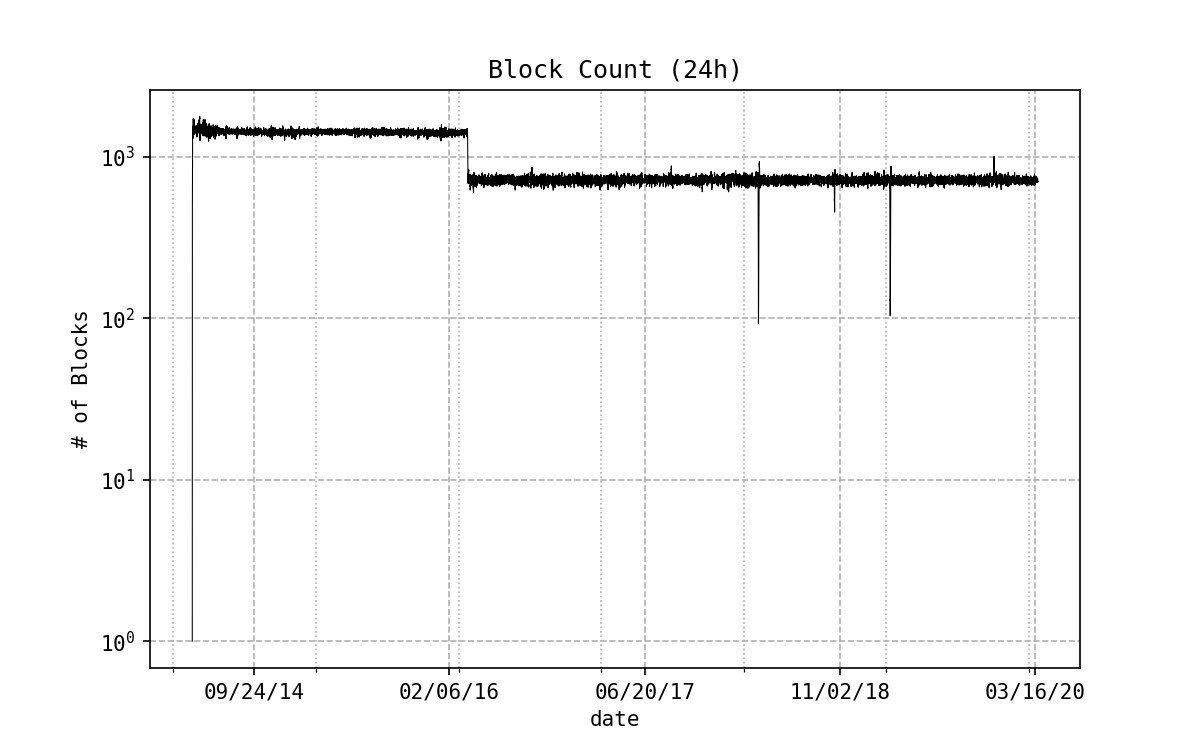 Block Count (24h)
# of Blocks
10³
10²
10¹
10⁰
09/24/14 02/06/16 06/20/17 11/02/18 03/16/20
date